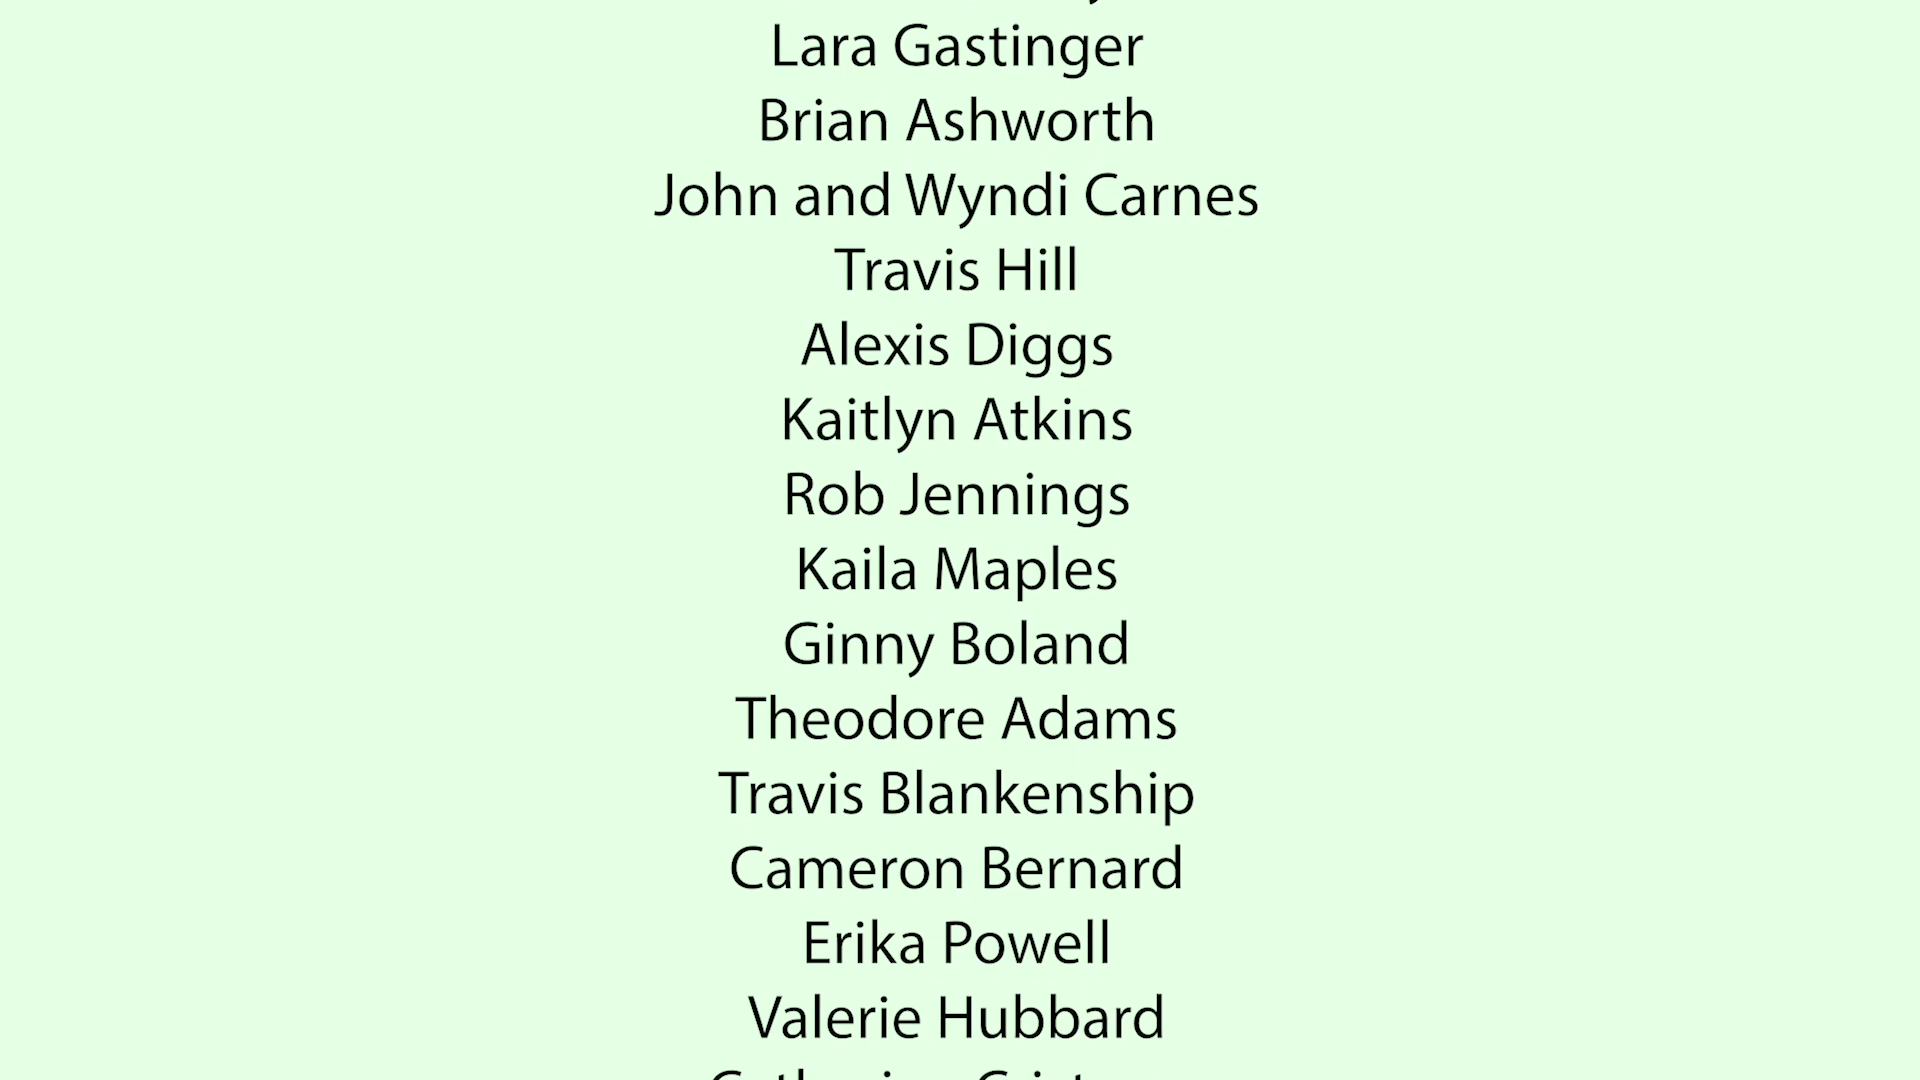 Lara Gastinger
Brian Ashworth
John and Wyndi Carnes
Travis Hill
Alexis Diggs
Kaitlyn Atkins
Rob Jennings
Kaila Maples
Ginny Boland
Theodore Adams
Travis Blankenship
Cameron Bernard
Erika Powell
Valerie Hubbard